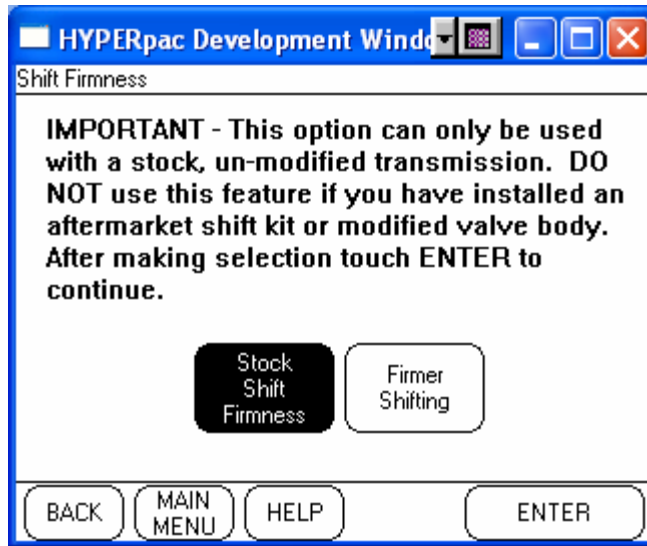 HYPERpac Development Windo
Shift Firmness
IMPORTANT - This option can only be used
with a stock, un-modified transmission.  DO
NOT use this feature if you have installed an
aftermarket shift kit or modified valve body.
After making selection touch ENTER to
continue.
Stock
Shift
Firmness
Firmer
Shifting
BACK
MAIN
MENU
HELP
ENTER